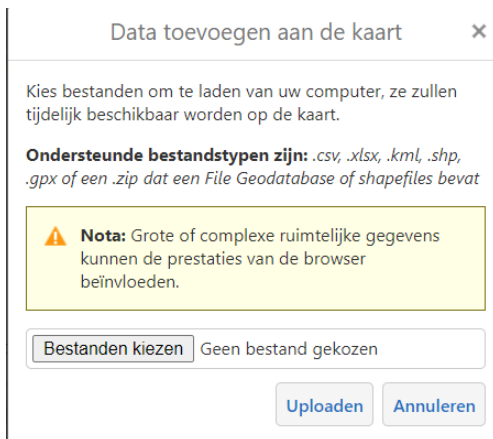 Data toevoegen aan de kaart ×
Kies bestanden om te laden van uw computer, ze zullen
tijdelijk beschikbaar worden op de kaart.
Ondersteunde bestandstypen zijn: .csv, .xlsx, .kml, .shp,
.gpx of een .zip dat een File Geodatabase of shapefiles bevat
Nota: Grote of complexe ruimtelijke gegevens
kunnen de prestaties van de browser
beïnvloeden.
Bestanden kiezen Geen bestand gekozen
Uploaden Annuleren